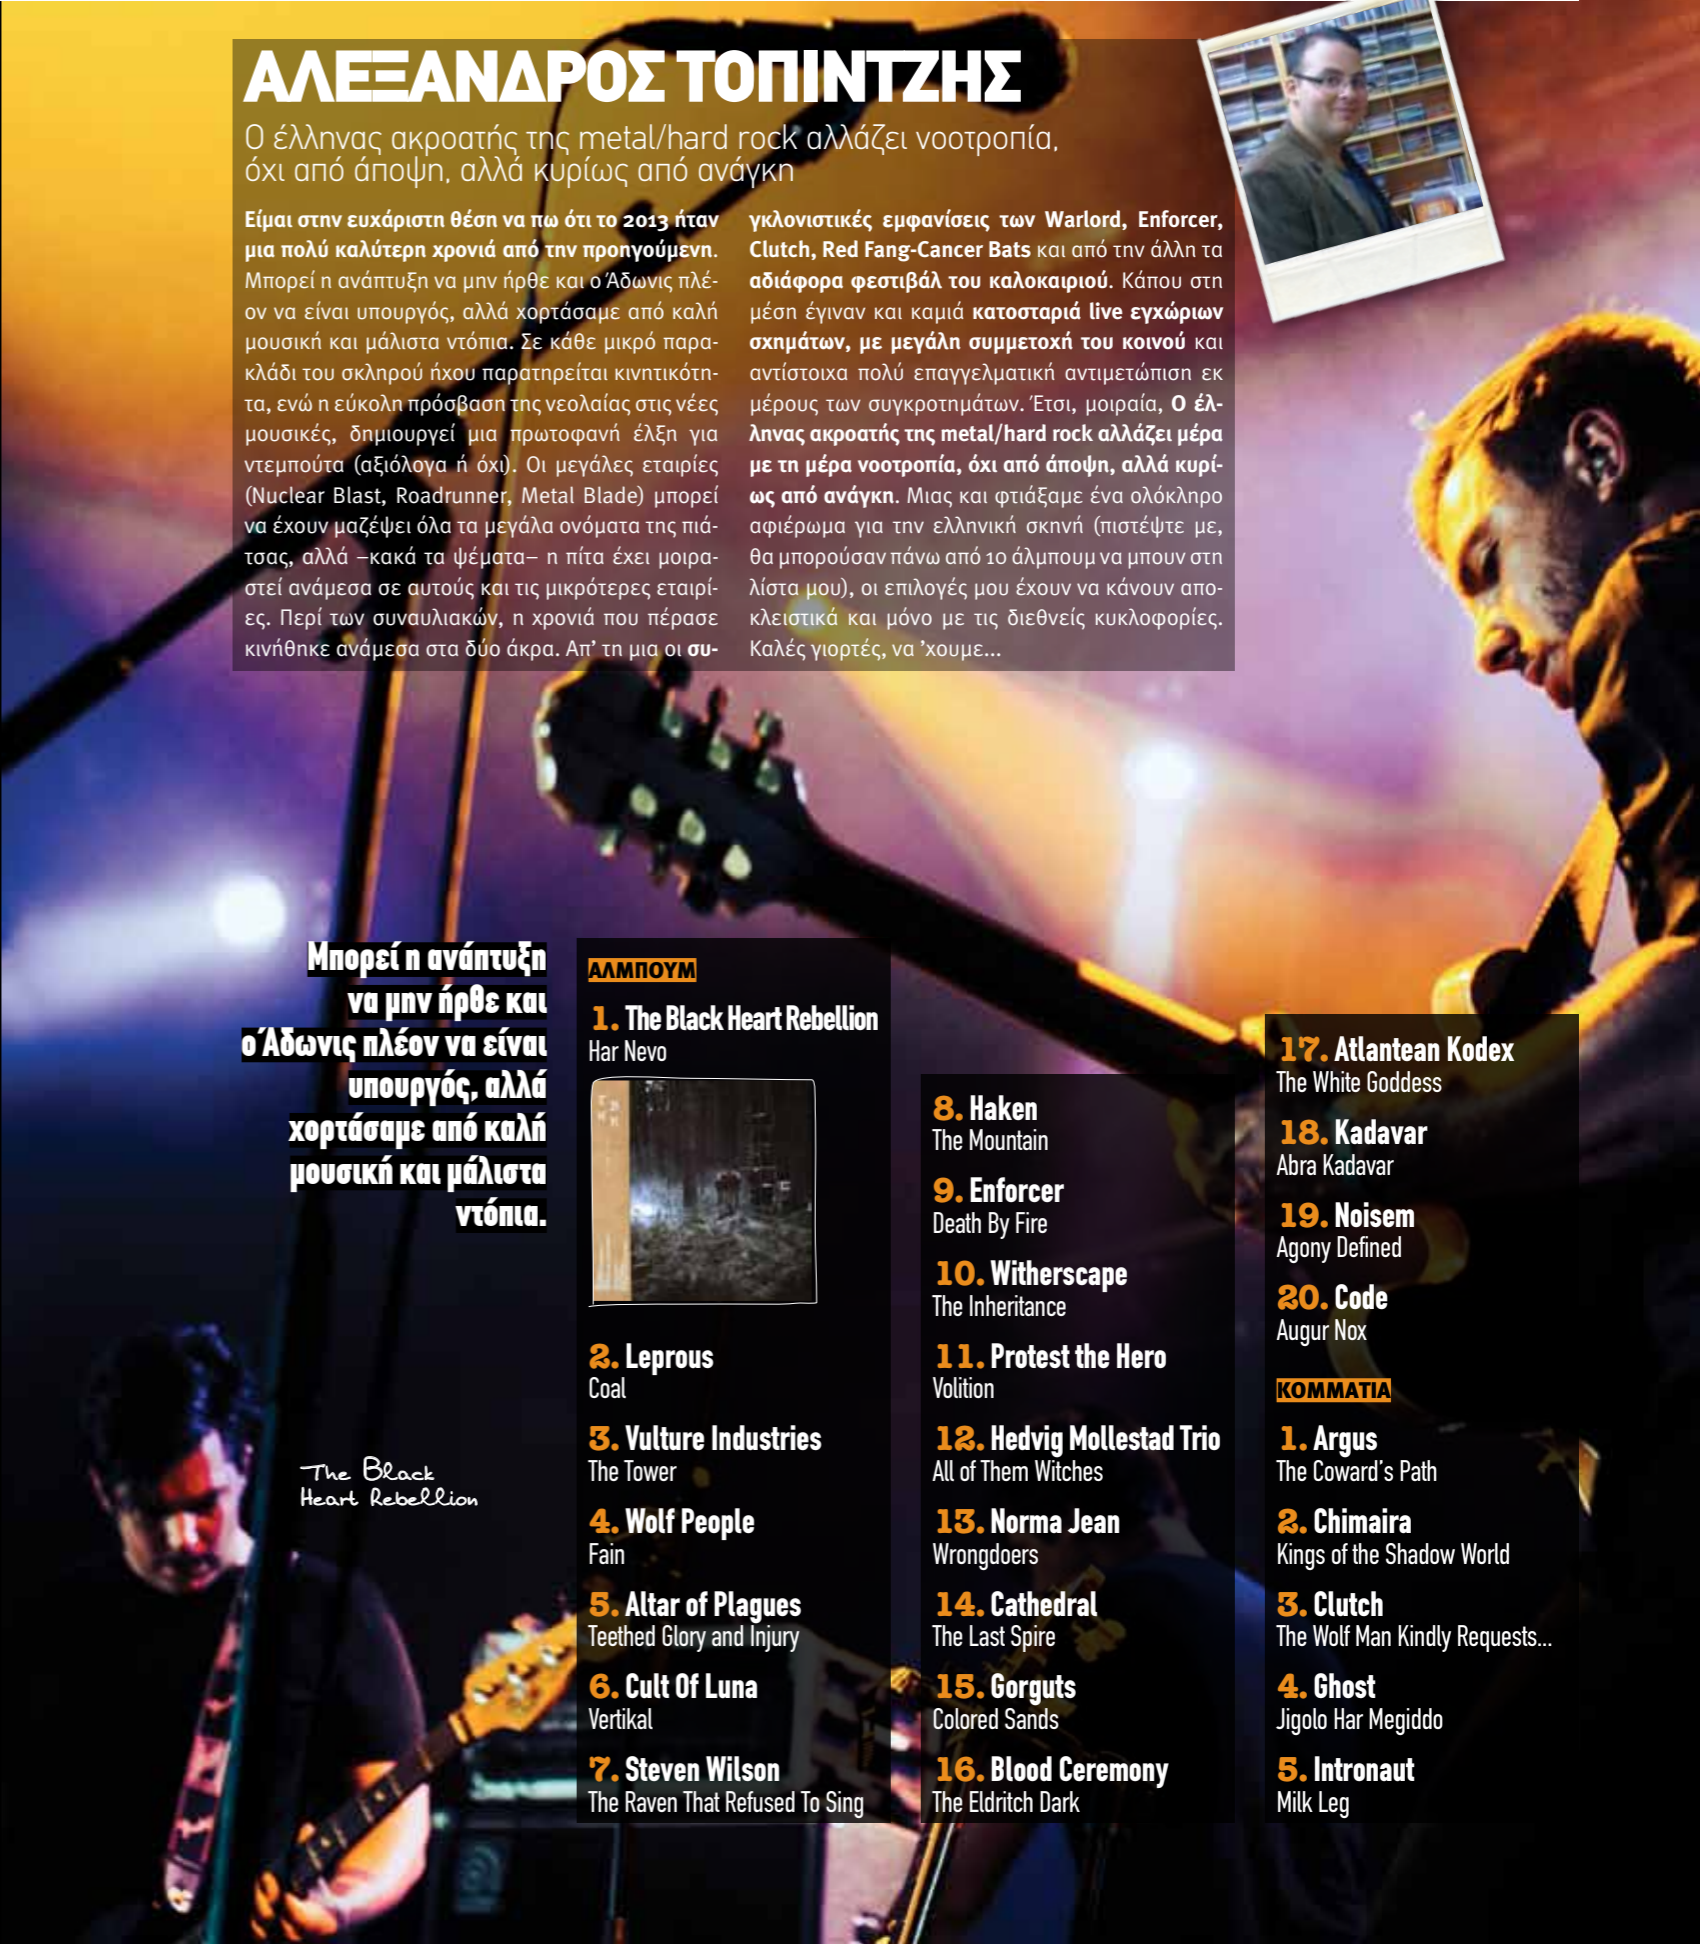 ΑΛΕΞΑΝΔΡΟΣ ΤΟΠΙΝΤΖΗΣ
Ο έλληνας ακροατής της metal/hard rock αλλάζει νοοτροπία,
όχι από άποψη, αλλά κυρίως από ανάγκη
Είμαι στην ευχάριστη θέση να πω ότι το 2013 ήταν
μια πολύ καλύτερη χρονιά από την προηγούμενη.
Μπορεί η ανάπτυξη να μην ήρθε και ο Άδωνις πλέ-
ον να είναι υπουργός, αλλά χορτάσαμε από καλή
μουσική και μάλιστα ντόπια. Σε κάθε μικρό παρα-
κλάδι του σκληρού ήχου παρατηρείται κινητικότη-
τα, ενώ η εύκολη πρόσβαση της νεολαίας στις νέες
μουσικές, δημιουργεί μια πρωτοφανή έλξη για
ντεμπούτα (αξιόλογα ή όχι). Οι μεγάλες εταιρίες
(Nuclear Blast, Roadrunner, Metal Blade) μπορεί
να έχουν μαζέψει όλα τα μεγάλα ονόματα της πιά-
τσας, αλλά –κακά τα ψέματα– η πίτα έχει μοιρα-
στεί ανάμεσα σε αυτούς και τις μικρότερες εταιρί-
ες. Περί των συναυλιακών, η χρονιά που πέρασε
κινήθηκε ανάμεσα στα δύο άκρα. Απ’ τη μια οι συ-
γκλονιστικές εμφανίσεις των Warlord, Enforcer,
Clutch, Red Fang-Cancer Bats και από την άλλη τα
αδιάφορα φεστιβάλ του καλοκαιριού. Κάπου στη
μέση έγιναν και καμιά κατοσταριά live εγχώριων
σχημάτων, με μεγάλη συμμετοχή του κοινού και
αντίστοιχα πολύ επαγγελματική αντιμετώπιση εκ
μέρους των συγκροτημάτων. Έτσι, μοιραία, Ο έλ-
ληνας ακροατής της metal/hard rock αλλάζει μέρα
με τη μέρα νοοτροπία, όχι από άποψη, αλλά κυρί-
ως από ανάγκη. Μιας και φτιάξαμε ένα ολόκληρο
αφιέρωμα για την ελληνική σκηνή (πιστέψτε με,
θα μπορούσαν πάνω από 10 άλμπουμ να μπουν στη
λίστα μου), οι επιλογές μου έχουν να κάνουν απο-
κλειστικά και μόνο με τις διεθνείς κυκλοφορίες.
Καλές γιορτές, να ’χουμε...
Μπορεί η ανάπτυξη
να μην ήρθε και
ο Άδωνις πλέον να είναι
υπουργός, αλλά
χορτάσαμε από καλή
μουσική και μάλιστα
ντόπια.
The Black
Heart Rebellion
ΑΛΜΠΟΥΜ
1. The Black Heart Rebellion
Har Nevo
T B
H R
2. Leprous
Coal
3. Vulture Industries
The Tower
4. Wolf People
Fain
5. Altar of Plagues
Teethed Glory and Injury
6. Cult Of Luna
Vertikal
7. Steven Wilson
The Raven That Refused To Sing
8. Haken
The Mountain
9. Enforcer
Death By Fire
10. Witherscape
The Inheritance
11. Protest the Hero
Volition
12. Hedvig Mollestad Trio
All of Them Witches
13. Norma Jean
Wrongdoers
14. Cathedral
The Last Spire
15. Gorguts
Colored Sands
16. Blood Ceremony
The Eldritch Dark
17. Atlantean Kodex
The White Goddess
18. Kadavar
Abra Kadavar
19. Noisem
Agony Defined
20. Code
Augur Nox
ΚΟΜΜΑΤΙΑ
1. Argus
The Coward’s Path
2. Chimaira
Kings of the Shadow World
3. Clutch
The Wolf Man Kindly Requests...
4. Ghost
Jigolo Har Megiddo
5. Intronaut
Milk Leg